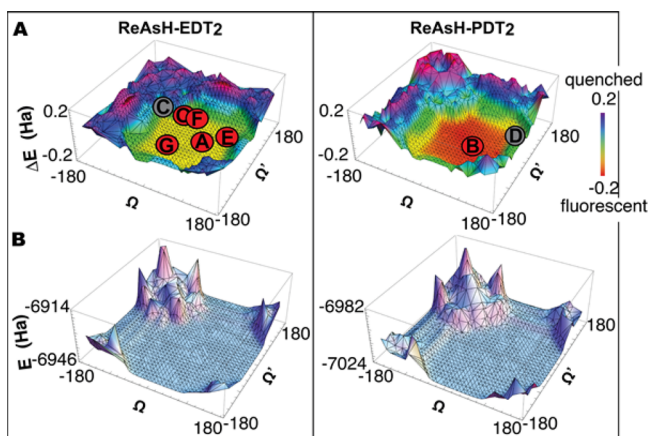 ReAsH-EDT2
ReAsH-PDT2
A
0.2
ΔE (Ha)
-0.2
-180
Ω
180
-180
Ω'
180
C
C
F
G
A
E
0.2
-0.2
-180
Ω
180
-180
Ω'
180
B
D
quenched
0.2
-0.2
fluorescent
B
-6914
E (Ha)
-6946
-180
Ω
180
-180
Ω'
180
-6982
-7024
-180
Ω
180
-180
Ω'
180